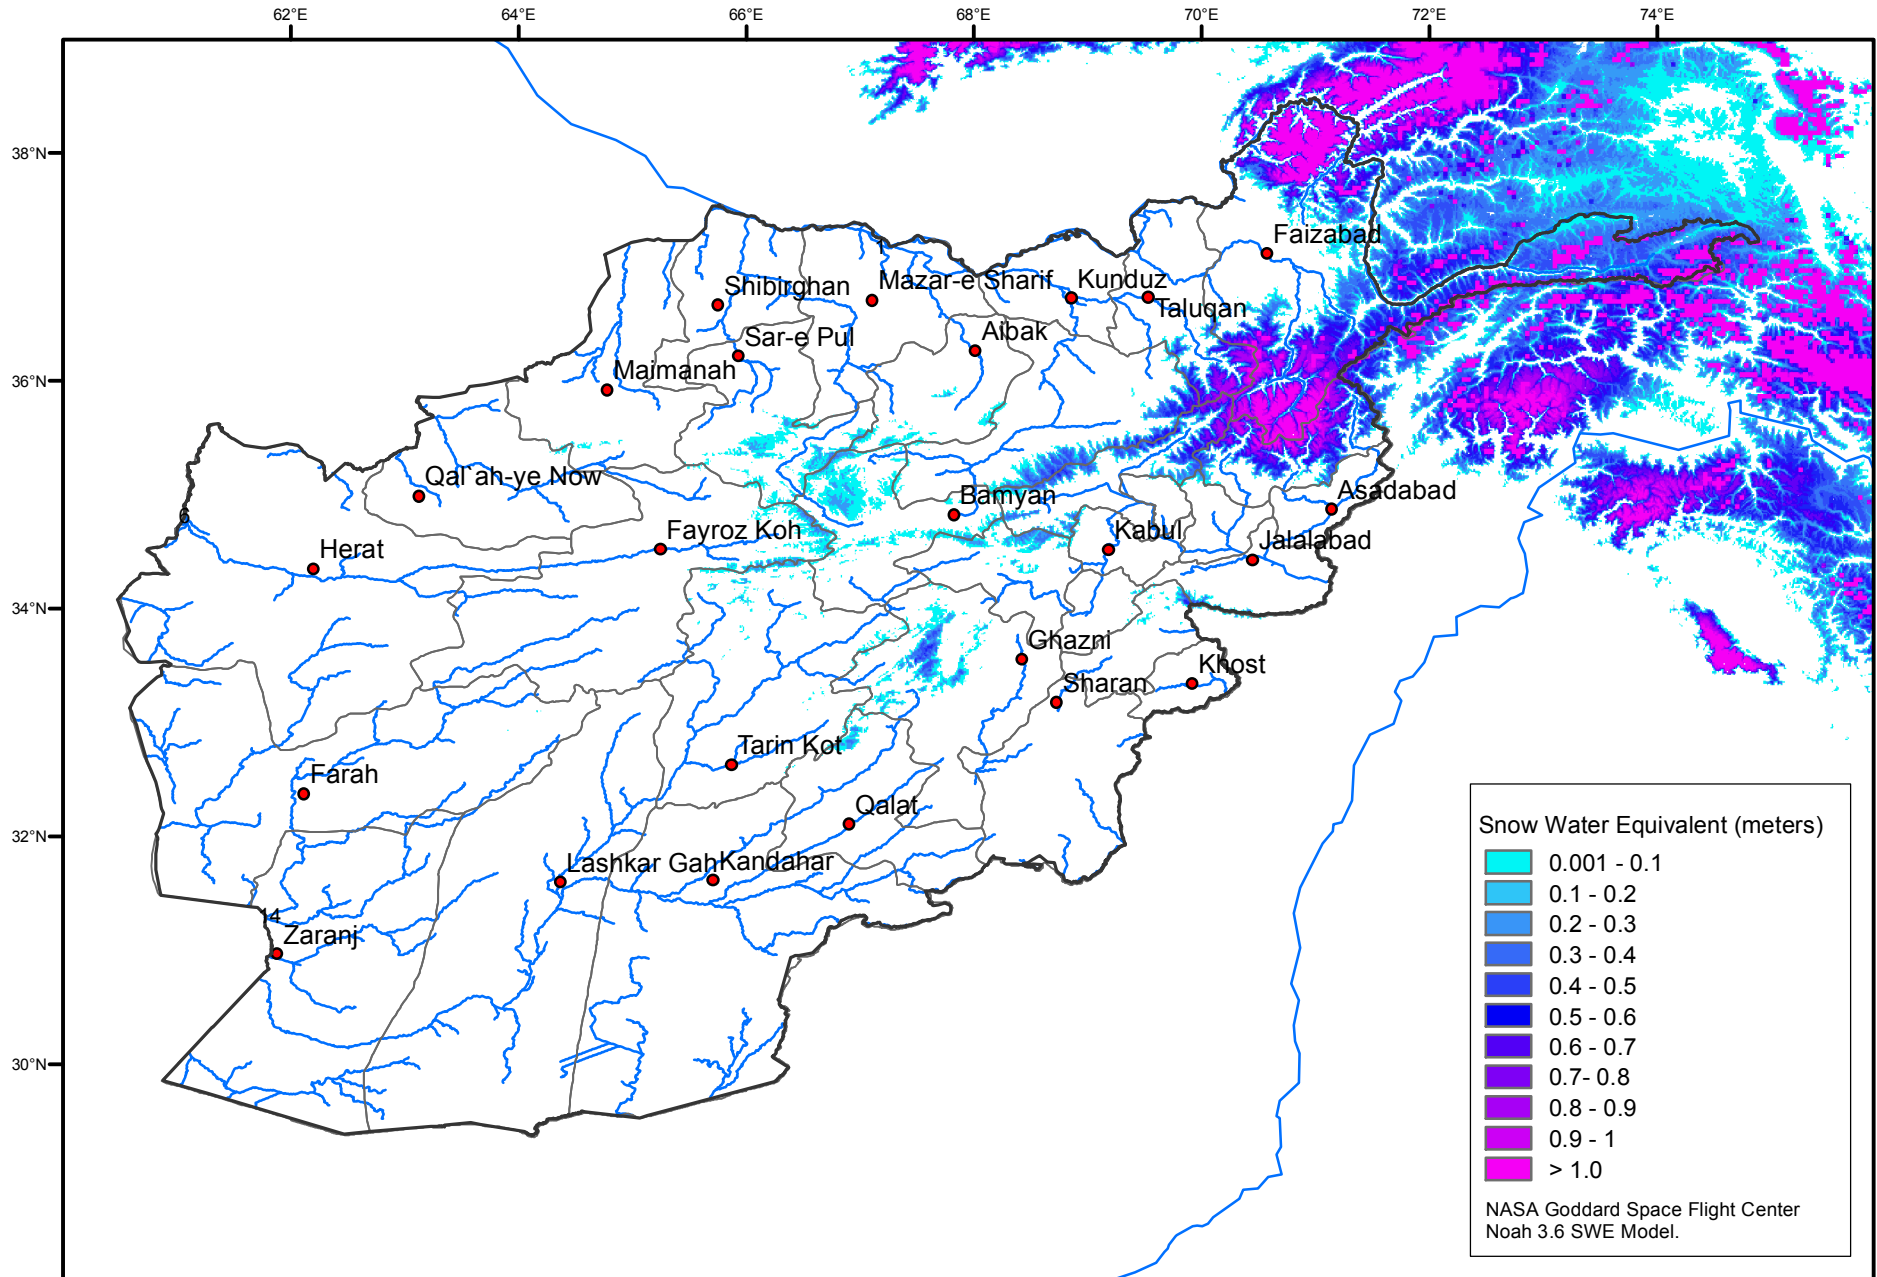 62°E 64°E 66°E 68°E 70°E 72°E 74°E
38°N
36°N
34°N
32°N
30°N
Faizabad
1
Mazar-e Sharif
Kunduz
Shibirghan
Taluqan
Sar-e Pul
Aibak
Maimanah
Qal`ah-ye Now
Bamyan
Asadabad
6
Fayroz Koh
Kabul
Herat
Jalalabad
Ghazni
Khost
Sharan
Tarin Kot
Farah
Qalat
Lashkar Gah
Kandahar
14
Zaranj
Snow Water Equivalent (meters)
0.001 - 0.1
0.1 - 0.2
0.2 - 0.3
0.3 - 0.4
0.4 - 0.5
0.5 - 0.6
0.6 - 0.7
0.7- 0.8
0.8 - 0.9
0.9 - 1
> 1.0
NASA Goddard Space Flight Center
Noah 3.6 SWE Model.